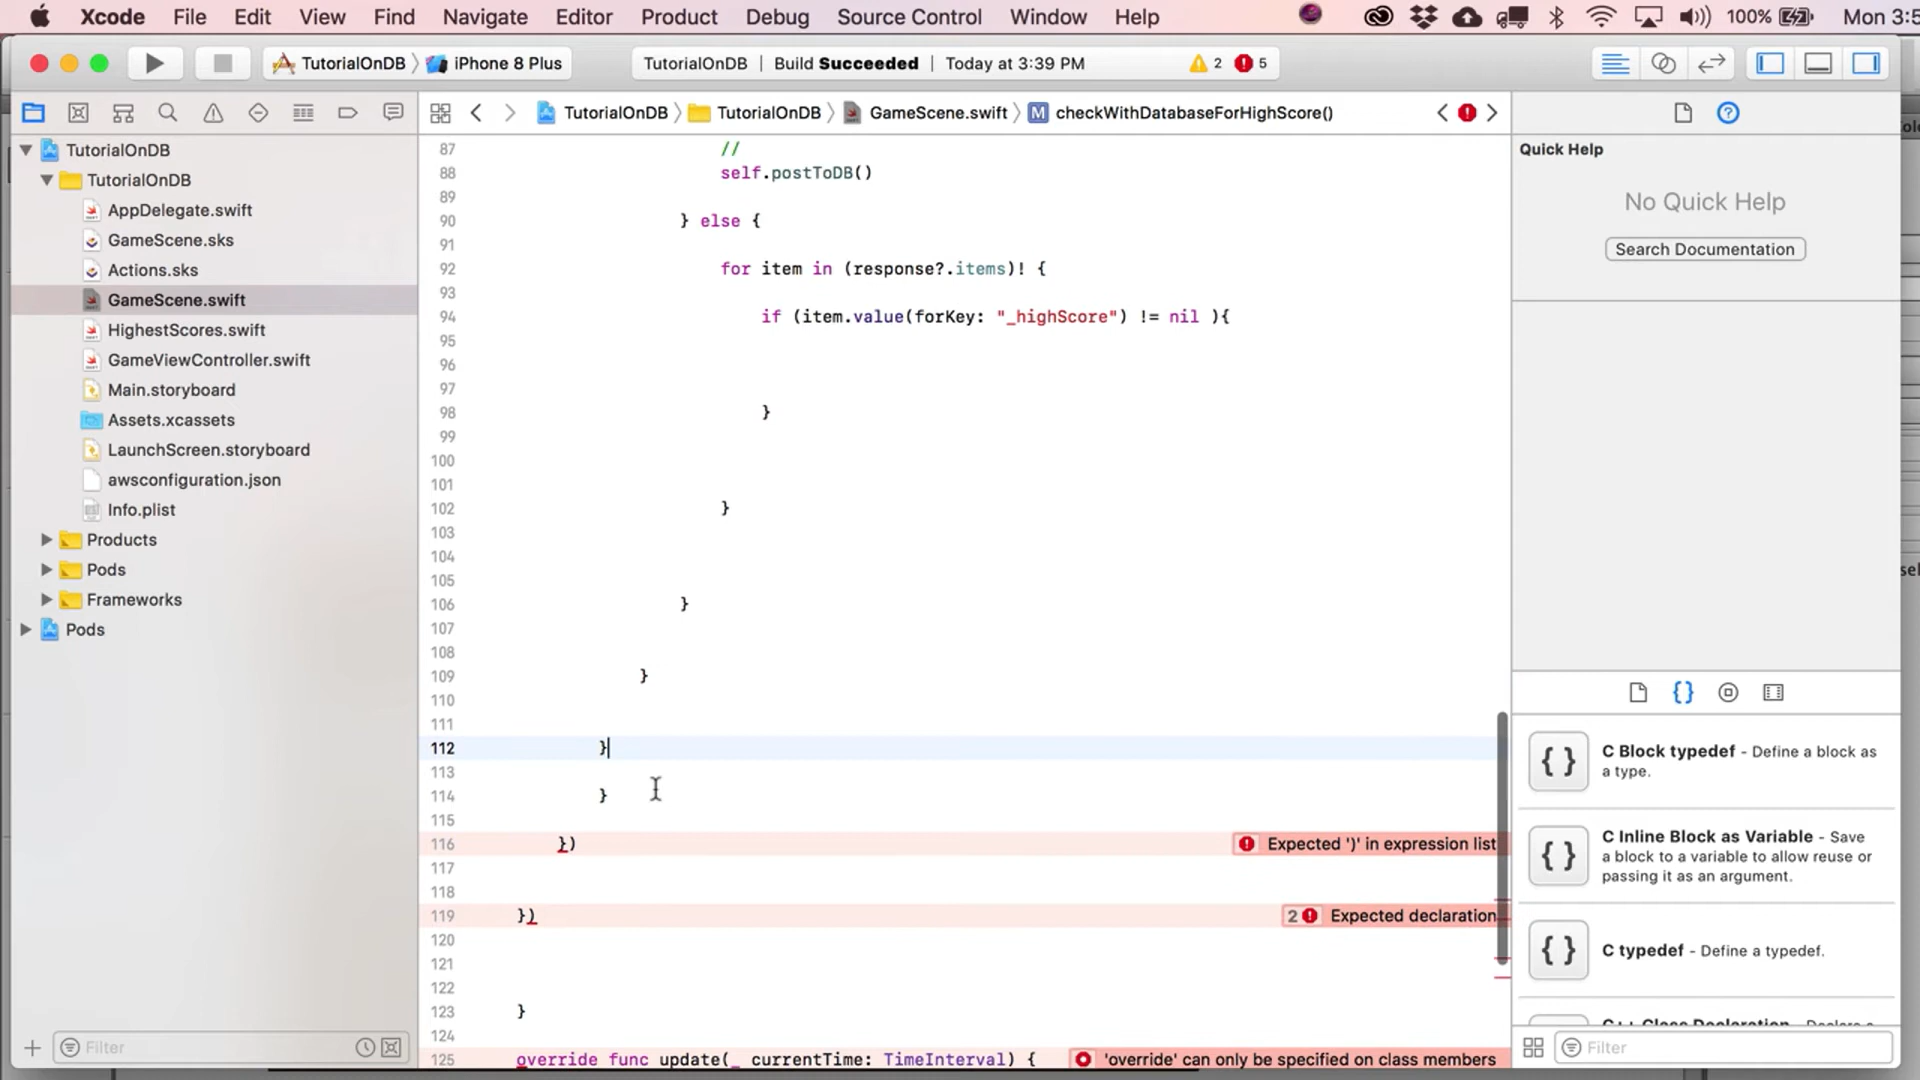 Xcode File Edit View Find Navigate Editor Product Debug Source Control Window Help 100% Mon 3:5
TutorialOnDB iPhone 8 Plus TutorialOnDB | Build Succeeded | Today at 3:39 PM 2 5
TutorialOnDB TutorialOnDB GameScene.swift M checkWithDatabaseForHighScore()
TutorialOnDB
TutorialOnDB
AppDelegate.swift
GameScene.sks
Actions.sks
GameScene.swift
HighestScores.swift
GameViewController.swift
Main.storyboard
Assets.xcassets
LaunchScreen.storyboard
awsconfiguration.json
Info.plist
Products
Pods
Frameworks
Pods
Filter
87 //
88 self.postToDB()
89
90 } else {
91
92 for item in (response?.items)! {
93
94 if (item.value(forKey: "_highScore") != nil ){
95
96
97
98 }
99
100
101
102 }
103
104
105
106 }
107
108
109 }
110
111
112 }
113
114 }
115
116 }) Expected ')' in expression list
117
118
119 }) 2 Expected declaration
120
121
122
123 }
124
125 override func update(_ currentTime: TimeInterval) { 'override' can only be specified on class members
Quick Help
No Quick Help
Search Documentation
{} C Block typedef - Define a block as
a type.
{} C Inline Block as Variable - Save
a block to a variable to allow reuse or
passing it as an argument.
{} C typedef - Define a typedef.
Filter